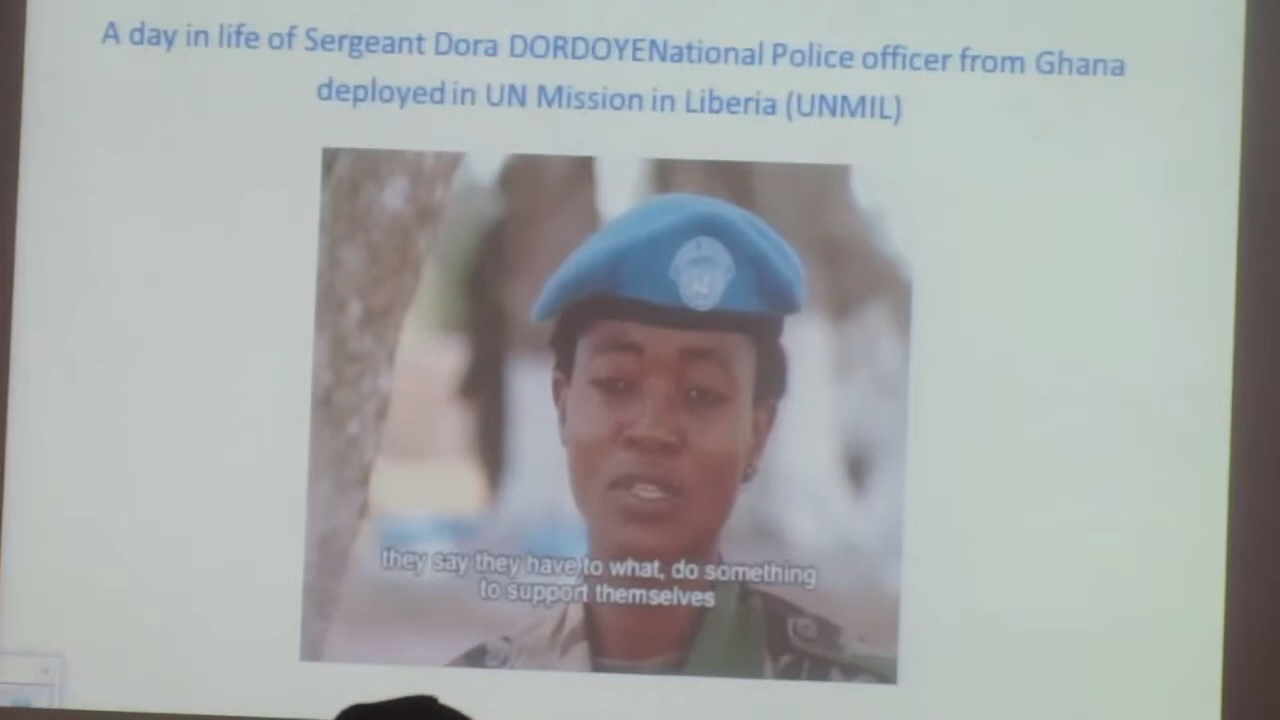 A day in life of Sergeant Dora DORDOYENational Police officer from Ghana
deployed in UN Mission in Liberia (UNMIL)
they say they have to what, do something
to support themselves